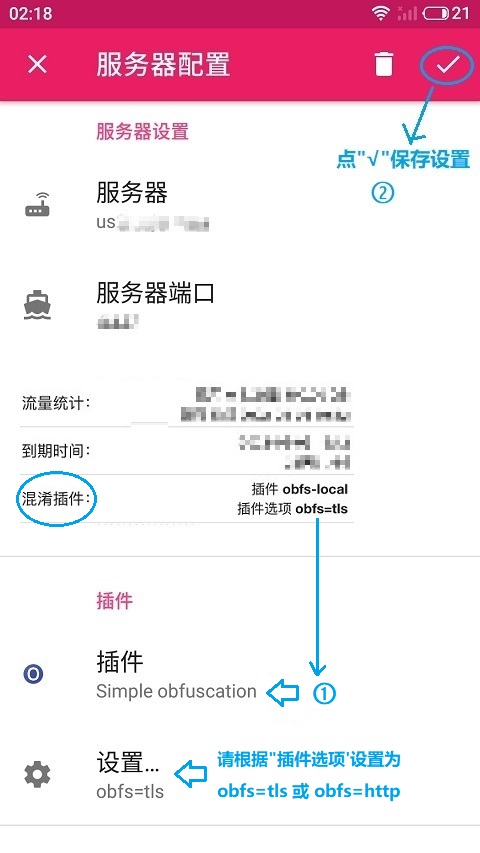 02:18
21
服务器配置
服务器设置
点"√"保存设置
②
服务器
us
服务器端口
流量统计:
到期时间:
混淆插件:
插件 obfs-local
插件选项 obfs=tls
插件
插件
Simple obfuscation
①
设置...
obfs=tls
请根据"插件选项'设置为
obfs=tls 或 obfs=http